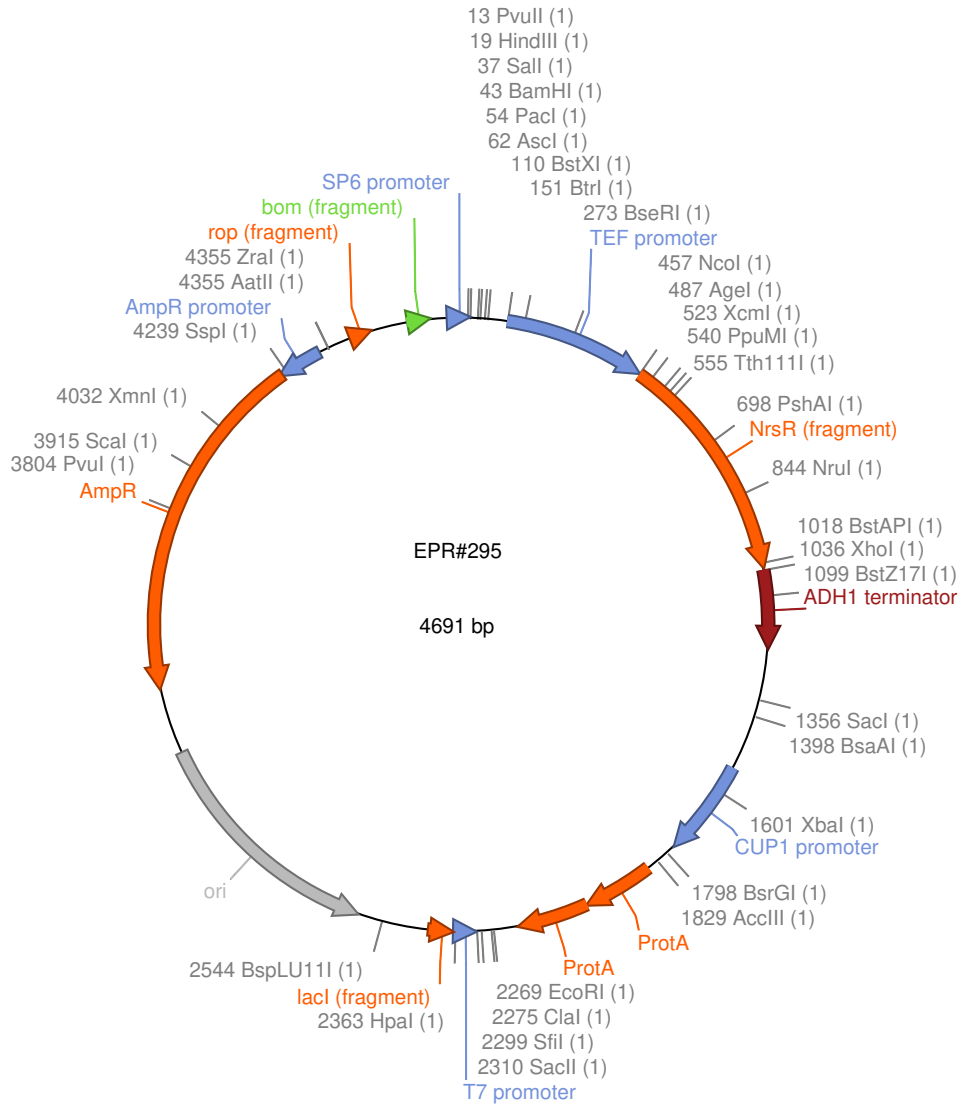 13 PvuII (1)
19 HindIII (1)
37 SalI (1)
43 BamHI (1)
54 PacI (1)
62 AscI (1)
110 BstXI (1)
151 BtrI (1)
273 BseRI (1)
TEF promoter
457 NcoI (1)
487 AgeI (1)
523 XcmI (1)
540 PpuMI (1)
555 Tth111I (1)
698 PshAI (1)
NrsR (fragment)
844 NruI (1)
1018 BstAPI (1)
1036 XhoI (1)
1099 BstZ17I (1)
ADH1 terminator
1356 SacI (1)
1398 BsaAI (1)
1601 XbaI (1)
CUP1 promoter
1798 BsrGI (1)
1829 AccIII (1)
ProtA
ProtA
2269 EcoRI (1)
2275 ClaI (1)
2299 SfiI (1)
2310 SacII (1)
T7 promoter
2363 HpaI (1)
lacI (fragment)
2544 BspLU11I (1)
ori
AmpR
3804 PvuI (1)
3915 ScaI (1)
4032 XmnI (1)
4239 SspI (1)
AmpR promoter
4355 AatII (1)
4355 ZraI (1)
rop (fragment)
bom (fragment)
SP6 promoter
EPR#295
4691 bp